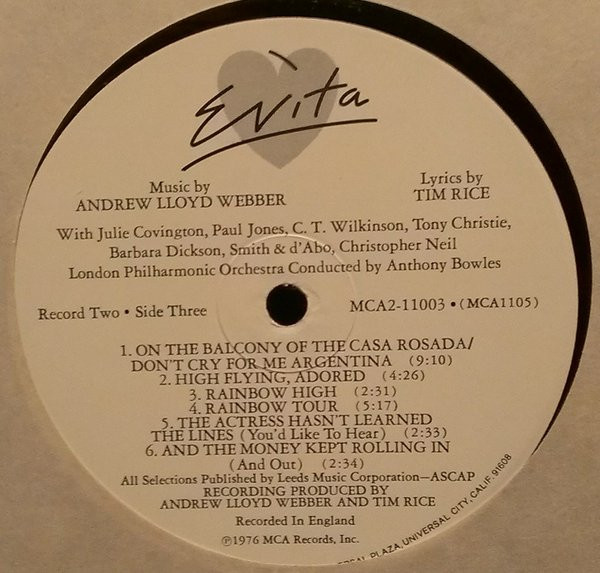 Evita
Music by
ANDREW LLOYD WEBBER
Lyrics by
TIM RICE
With Julie Covington, Paul Jones, C. T. Wilkinson, Tony Christie,
Barbara Dickson, Smith & d'Abo, Christopher Neil
London Philharmonic Orchestra Conducted by Anthony Bowles
Record Two • Side Three
MCA2-11003 • (MCA1105)
1. ON THE BALCONY OF THE CASA ROSADA/
DON'T CRY FOR ME ARGENTINA (9:10)
2. HIGH FLYING, ADORED (4:26)
3. RAINBOW HIGH (2:31)
4. RAINBOW TOUR (5:17)
5. THE ACTRESS HASN'T LEARNED
THE LINES (You'd Like To Hear) (2:33)
6. AND THE MONEY KEPT ROLLING IN
(And Out) (2:34)
All Selections Published by Leeds Music Corporation—ASCAP
RECORDING PRODUCED BY
ANDREW LLOYD WEBBER AND TIM RICE
Recorded In England
℗1976 MCA Records, Inc.
PLAZA, UNIVERSAL CITY, CALIF. 91608